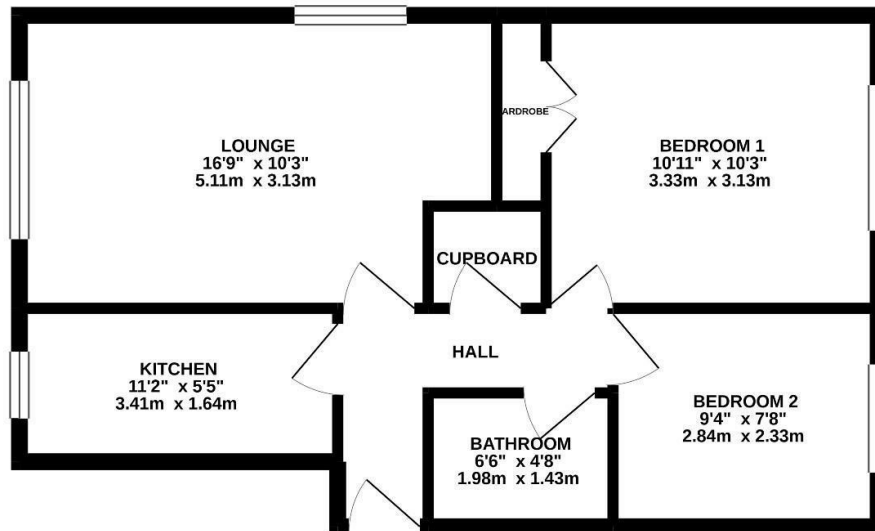 LOUNGE
16'9" x 10'3"
5.11m x 3.13m
ARDROBE
BEDROOM 1
10'11" x 10'3"
3.33m x 3.13m
CUPBOARD
HALL
KITCHEN
11'2" x 5'5"
3.41m x 1.64m
BATHROOM
6'6" x 4'8"
1.98m x 1.43m
BEDROOM 2
9'4" x 7'8"
2.84m x 2.33m